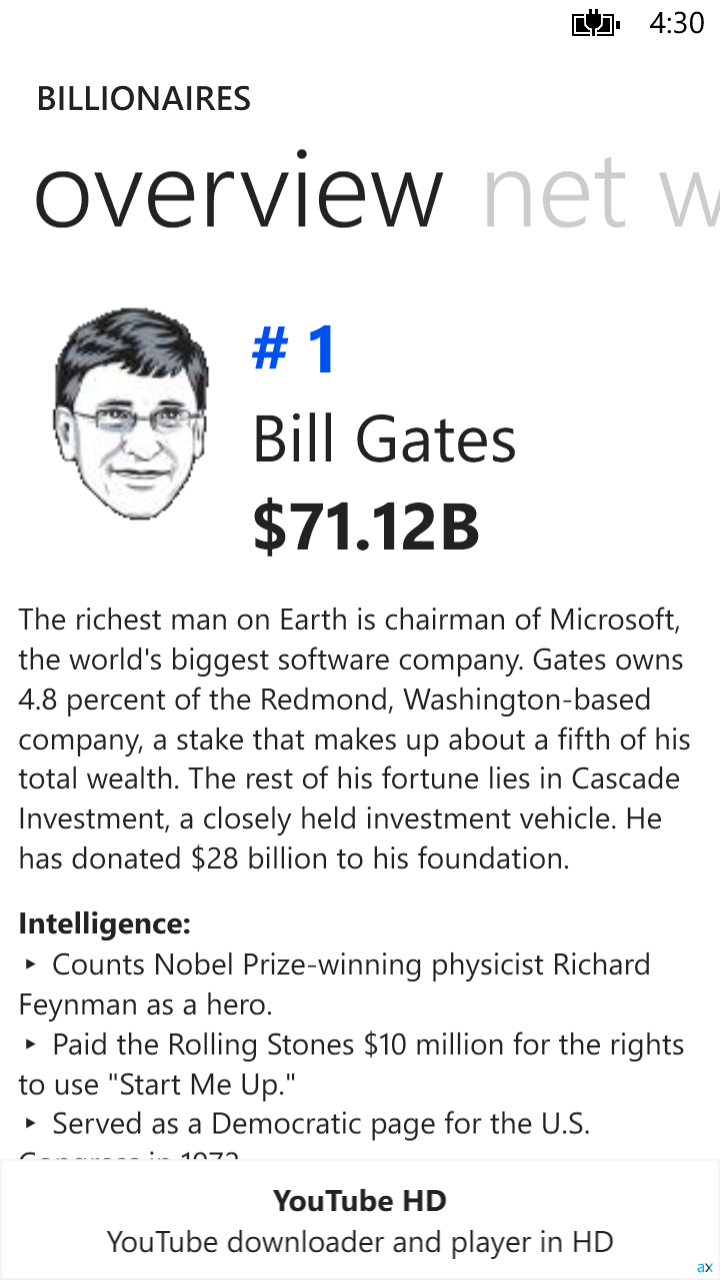 4:30
BILLIONAIRES
overview net w
# 1
Bill Gates
$71.12B
The richest man on Earth is chairman of Microsoft,
the world's biggest software company. Gates owns
4.8 percent of the Redmond, Washington-based
company, a stake that makes up about a fifth of his
total wealth. The rest of his fortune lies in Cascade
Investment, a closely held investment vehicle. He
has donated $28 billion to his foundation.
Intelligence:
‣ Counts Nobel Prize-winning physicist Richard
Feynman as a hero.
‣ Paid the Rolling Stones $10 million for the rights
to use "Start Me Up."
‣ Served as a Democratic page for the U.S.
YouTube HD
YouTube downloader and player in HD
ax